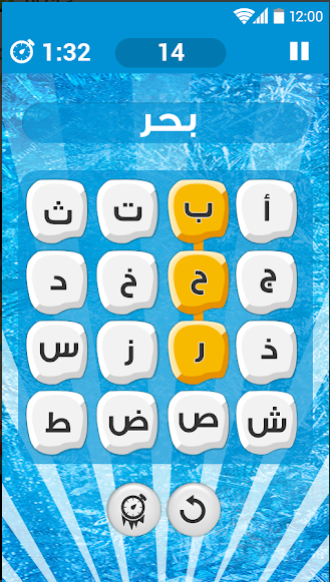 12:00
1:32 14
بحر
أ ب ت ث
ج ح خ د
ذ ر ز س
ش ص ض ط